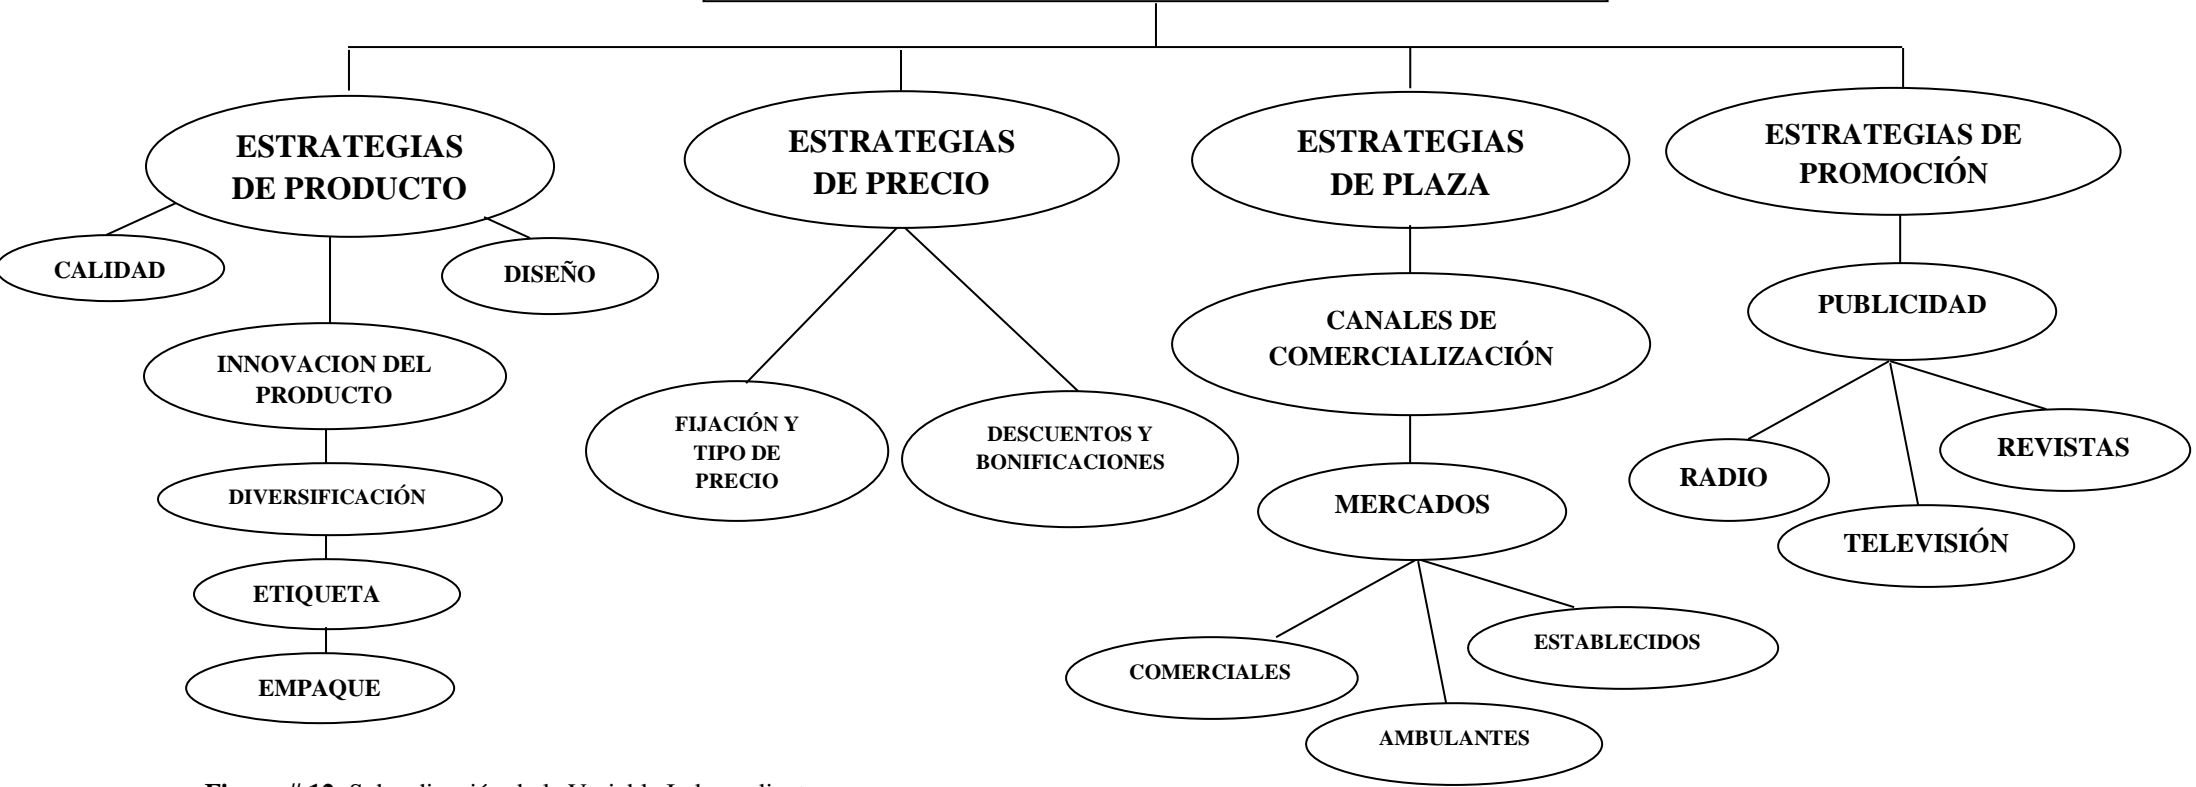 ESTRATEGIAS
DE PRODUCTO
ESTRATEGIAS
DE PRECIO
ESTRATEGIAS
DE PLAZA
ESTRATEGIAS DE
PROMOCIÓN
CALIDAD
DISEÑO
INNOVACION DEL
PRODUCTO
DIVERSIFICACIÓN
ETIQUETA
EMPAQUE
FIJACIÓN Y
TIPO DE
PRECIO
DESCUENTOS Y
BONIFICACIONES
CANALES DE
COMERCIALIZACIÓN
MERCADOS
COMERCIALES
AMBULANTES
ESTABLECIDOS
PUBLICIDAD
RADIO
TELEVISIÓN
REVISTAS